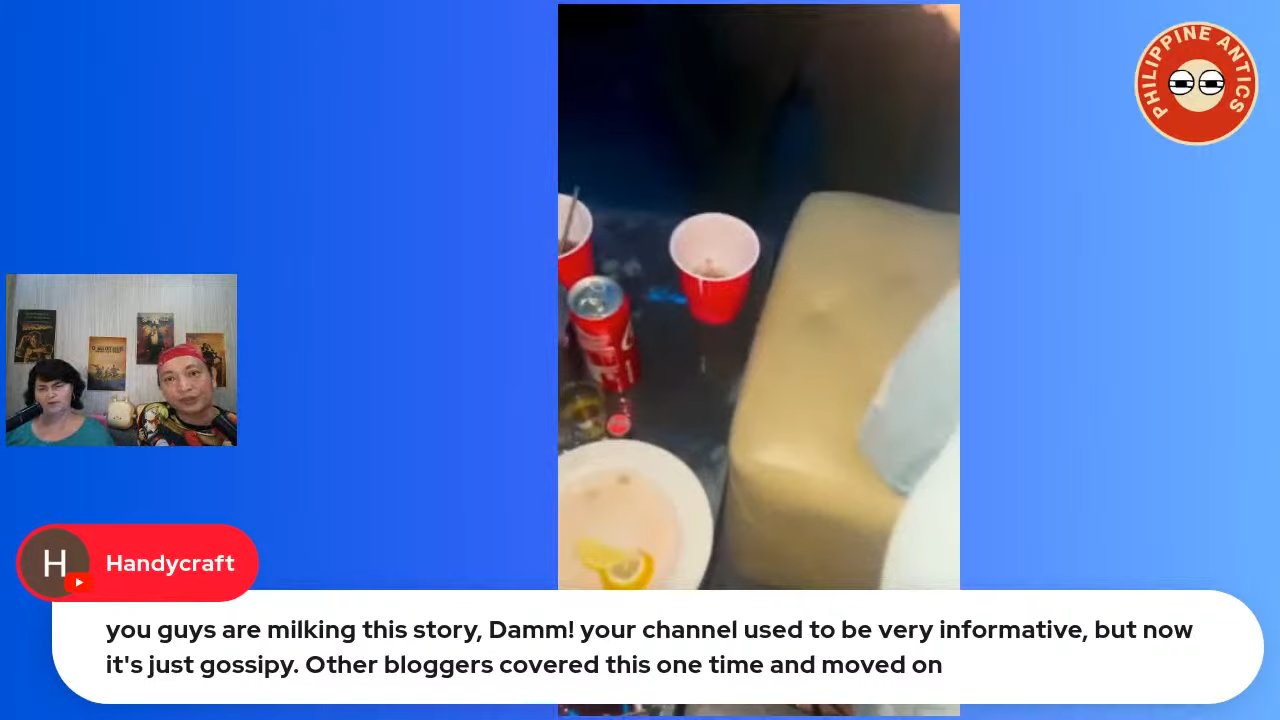 PHILIPPINE ANTICS
H
Handycraft
you guys are milking this story, Damm! your channel used to be very informative, but now
it's just gossipy. Other bloggers covered this one time and moved on